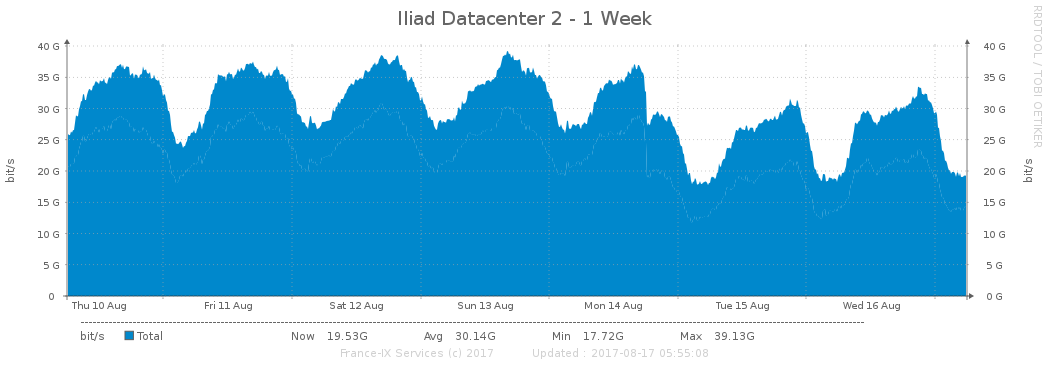 Iliad Datacenter 2 - 1 Week
RRDTOOL / TOBI OETIKER
bit/s
40 G 40 G
35 G 35 G
30 G 30 G
25 G 25 G
20 G 20 G
15 G 15 G
10 G 10 G
5 G 5 G
0 0 G
bit/s
Thu 10 Aug Fri 11 Aug Sat 12 Aug Sun 13 Aug Mon 14 Aug Tue 15 Aug Wed 16 Aug
bit/s Total Now 19.53G Avg 30.14G Min 17.72G Max 39.13G
France-IX Services (c) 2017 Updated : 2017-08-17 05:55:08